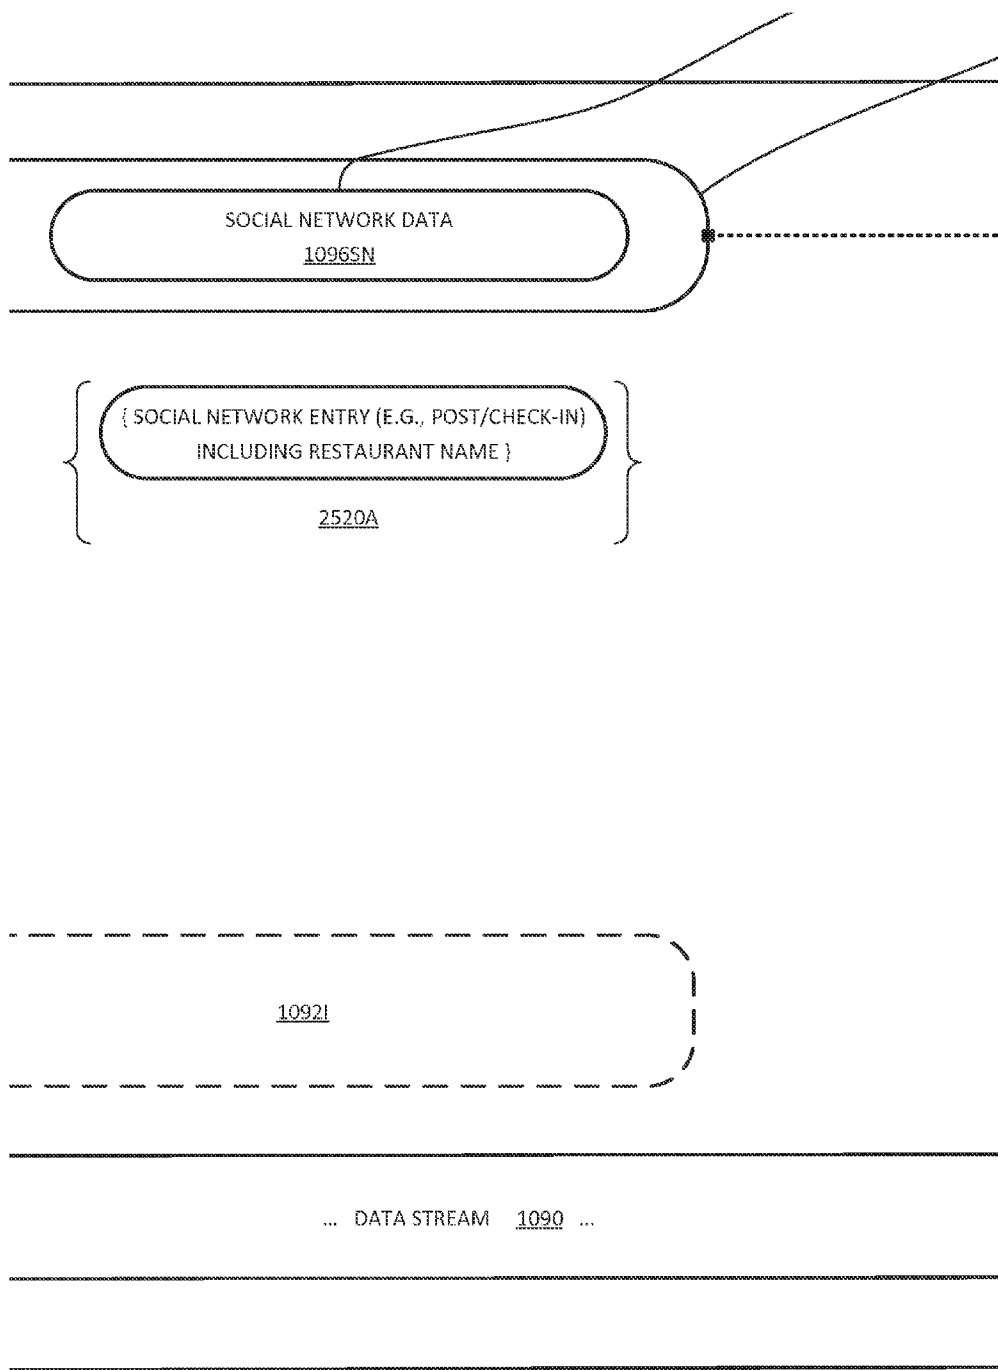 SOCIAL NETWORK DATA
1096SN
{ SOCIAL NETWORK ENTRY (E.G., POST/CHECK-IN)
INCLUDING RESTAURANT NAME }
2520A
1092I
... DATA STREAM 1090 ...